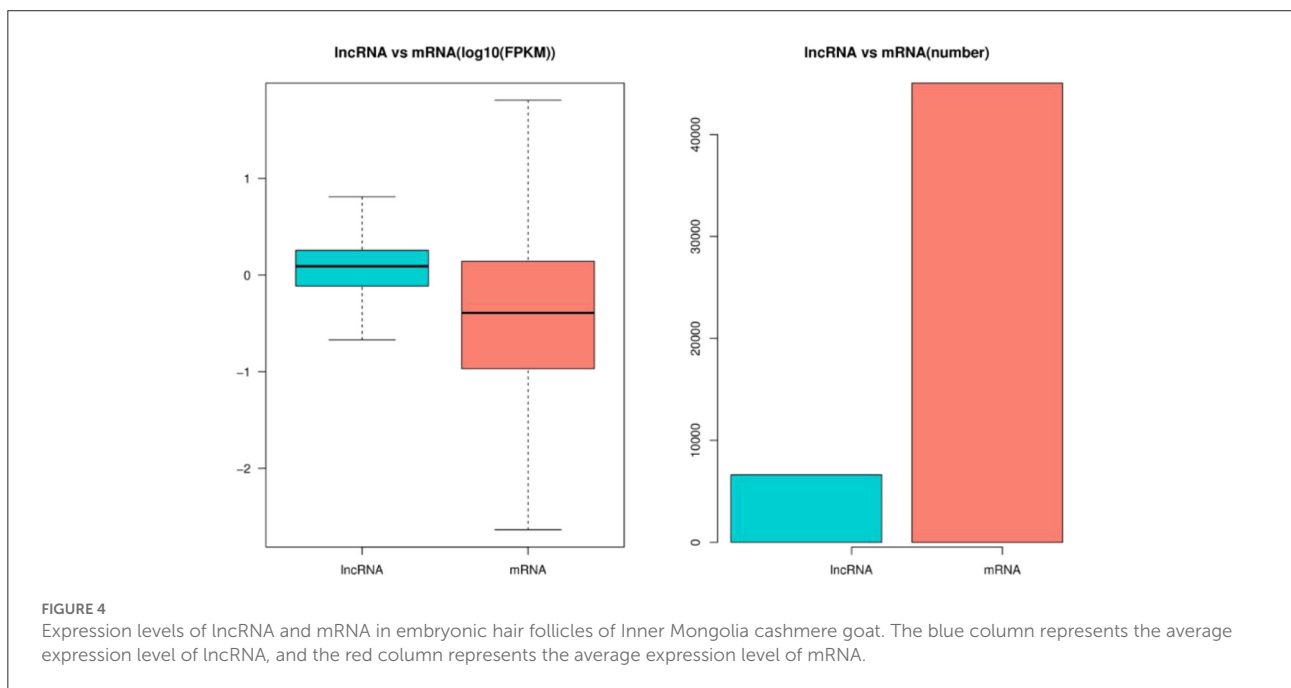 lncRNA vs mRNA(log10(FPKM))
1
0
−1
−2
lncRNA
mRNA
lncRNA vs mRNA(number)
40000
30000
20000
10000
0
lncRNA
mRNA
FIGURE 4
Expression levels of lncRNA and mRNA in embryonic hair follicles of Inner Mongolia cashmere goat. The blue column represents the average
expression level of lncRNA, and the red column represents the average expression level of mRNA.